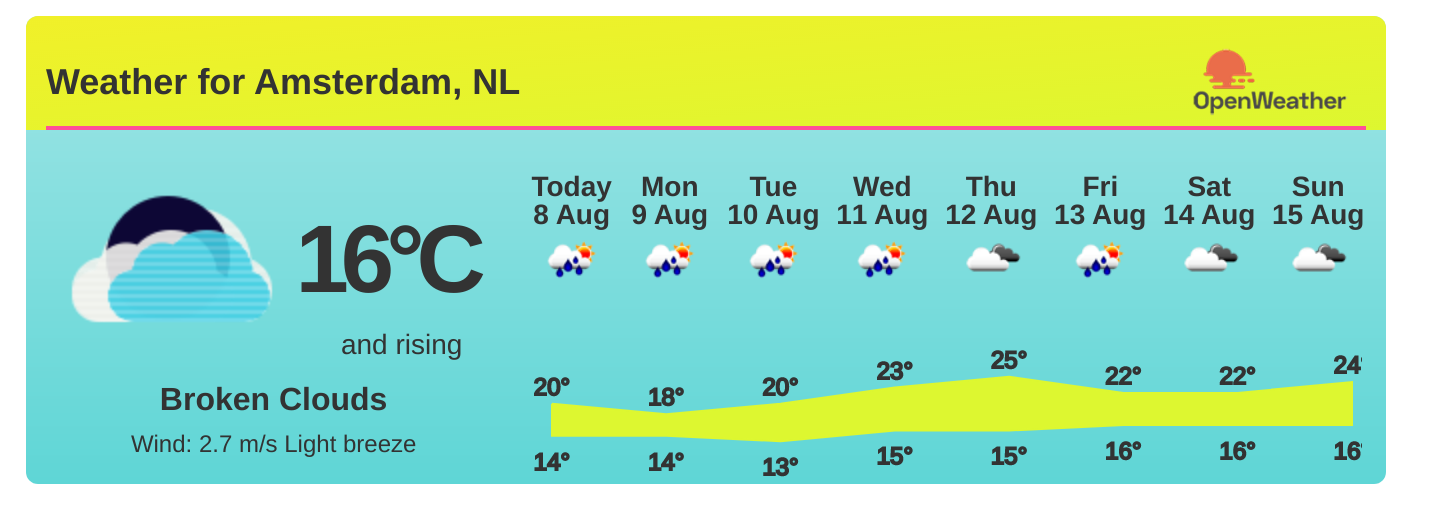 Weather for Amsterdam, NL
OpenWeather
Today Mon Tue Wed Thu Fri Sat Sun
8 Aug 9 Aug 10 Aug 11 Aug 12 Aug 13 Aug 14 Aug 15 Aug
16°C
and rising
Broken Clouds
Wind: 2.7 m/s Light breeze
20° 18° 20° 23° 25° 22° 22° 24°
14° 14° 13° 15° 15° 16° 16° 16°